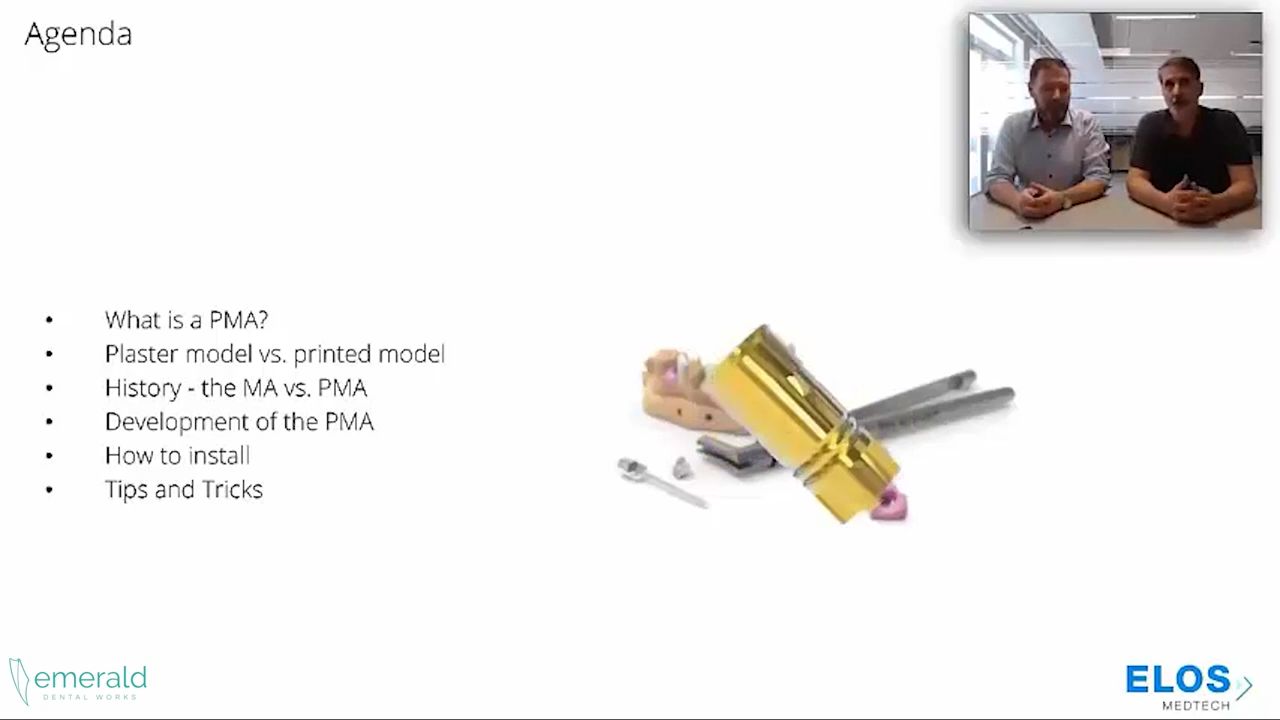 Agenda
• What is a PMA?
• Plaster model vs. printed model
• History - the MA vs. PMA
• Development of the PMA
• How to install
• Tips and Tricks
emerald
DENTAL WORKS
ELOS
MEDTECH